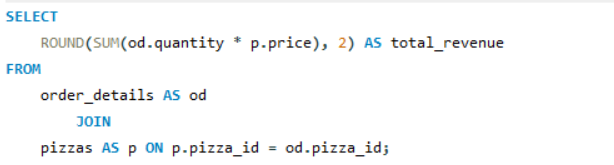 SELECT
ROUND(SUM(od.quantity * p.price), 2) AS total_revenue
FROM
order_details AS od
JOIN
pizzas AS p ON p.pizza_id = od.pizza_id;